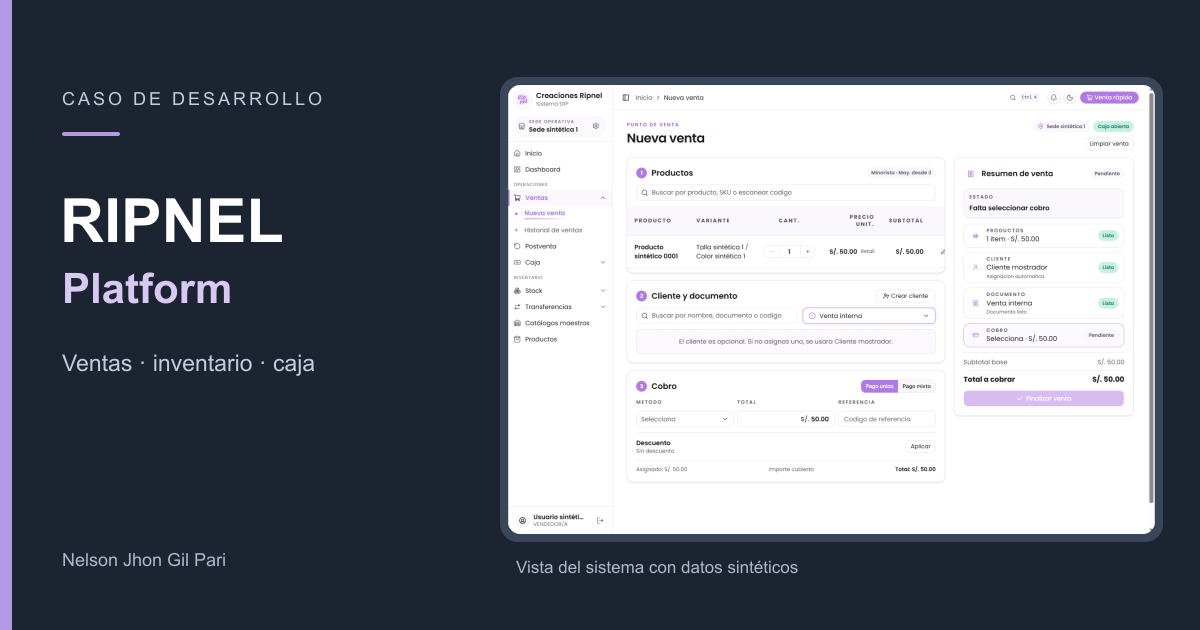 CASO DE DESARROLLO
RIPNEL
Platform
Ventas · inventario · caja
Nelson Jhon Gil Pari
Creaciones Ripnel
Sistema ERP
SEDE OPERATIVA
Sede sintética 1
Inicio
Dashboard
OPERACIONES
Ventas
Nueva venta
Historial de ventas
Postventa
Caja
INVENTARIO
Stock
Transferencias
Catálogos maestros
Productos
Usuario sintéti...
VENDEDOR/A
Inicio > Nueva venta
Ctrl K
Venta rápida
PUNTO DE VENTA
Nueva venta
Sede sintética 1
Caja abierta
Limpiar venta
1 Productos
Minorista · May. desde 3
Buscar por producto, SKU o escanear codigo
PRODUCTO VARIANTE CANT. PRECIO UNIT. SUBTOTAL
Producto sintético 0001
Talla sintética 1 / Color sintético 1
- 1 +
S/. 50.00 Retail
S/. 50.00
2 Cliente y documento
Crear cliente
Buscar por nombre, documento o codigo
Venta interna
El cliente es opcional. Si no asignas uno, se usara Cliente mostrador.
3 Cobro
Pago unico Pago mixto
METODO TOTAL REFERENCIA
Selecciona
S/. 50.00
Codigo de referencia
Descuento
Sin descuento
Aplicar
Asignado: S/. 50.00 Importe cubierto Total: S/. 50.00
Resumen de venta
Pendiente
ESTADO
Falta seleccionar cobro
PRODUCTOS
1 item · S/. 50.00
Listo
CLIENTE
Cliente mostrador
Asignacion automatica
Listo
DOCUMENTO
Venta interna
Documento listo
Listo
COBRO
Selecciona · S/. 50.00
Pendiente
Subtotal base S/. 50.00
Total a cobrar S/. 50.00
Finalizar venta
Vista del sistema con datos sintéticos